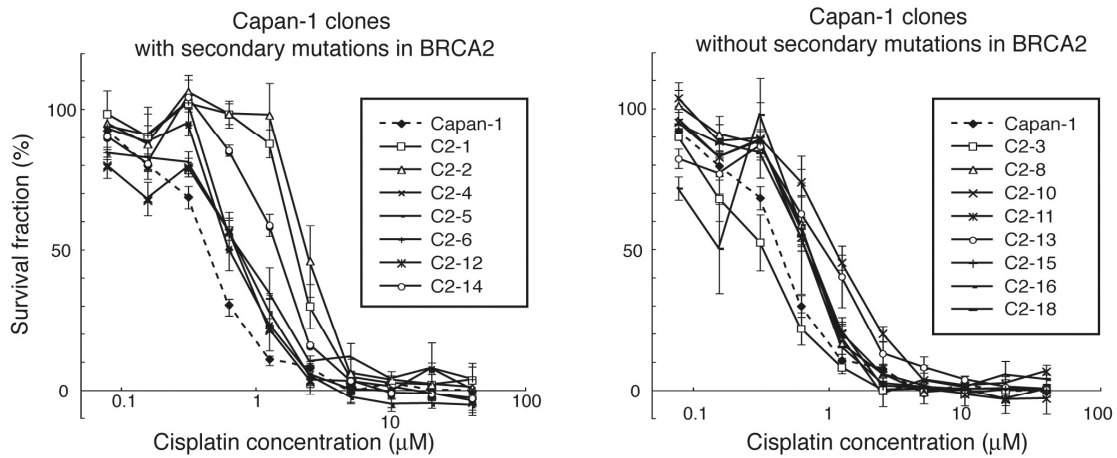 Capan-1 clones
with secondary mutations in BRCA2
Survival fraction (%)
100
50
0
0.1
1
10
100
Cisplatin concentration (μM)
Capan-1
C2-1
C2-2
C2-4
C2-5
C2-6
C2-12
C2-14
Capan-1 clones
without secondary mutations in BRCA2
100
50
0
0.1
1
10
100
Cisplatin concentration (μM)
Capan-1
C2-3
C2-8
C2-10
C2-11
C2-13
C2-15
C2-16
C2-18